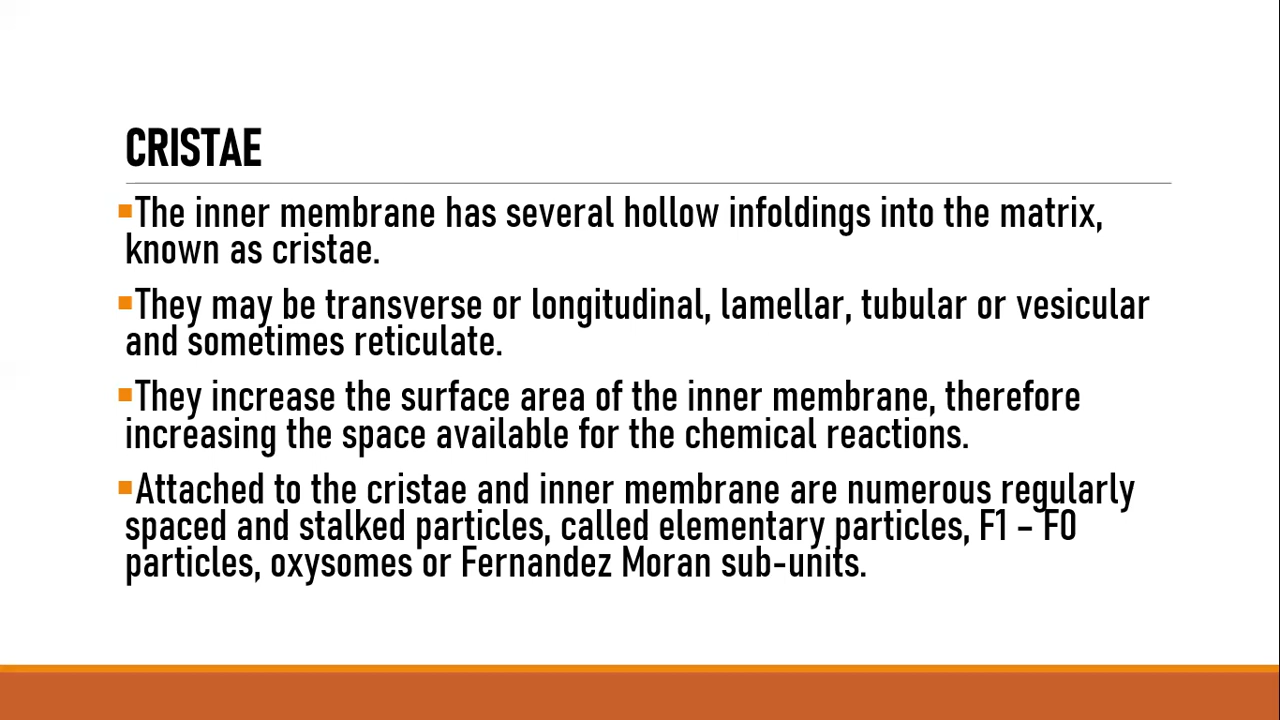 CRISTAE
▪The inner membrane has several hollow infoldings into the matrix,
known as cristae.
▪They may be transverse or longitudinal, lamellar, tubular or vesicular
and sometimes reticulate.
▪They increase the surface area of the inner membrane, therefore
increasing the space available for the chemical reactions.
▪Attached to the cristae and inner membrane are numerous regularly
spaced and stalked particles, called elementary particles, F1 – F0
particles, oxysomes or Fernandez Moran sub-units.